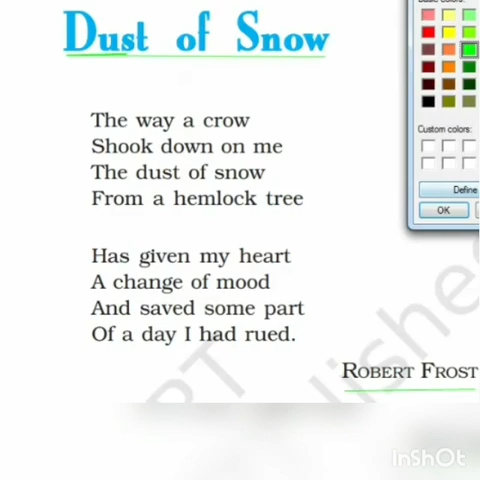 Dust of Snow
The way a crow
Shook down on me
The dust of snow
From a hemlock tree
Has given my heart
A change of mood
And saved some part
Of a day I had rued.
ROBERT FROST
Custom colors:
Define
OK
InShOt